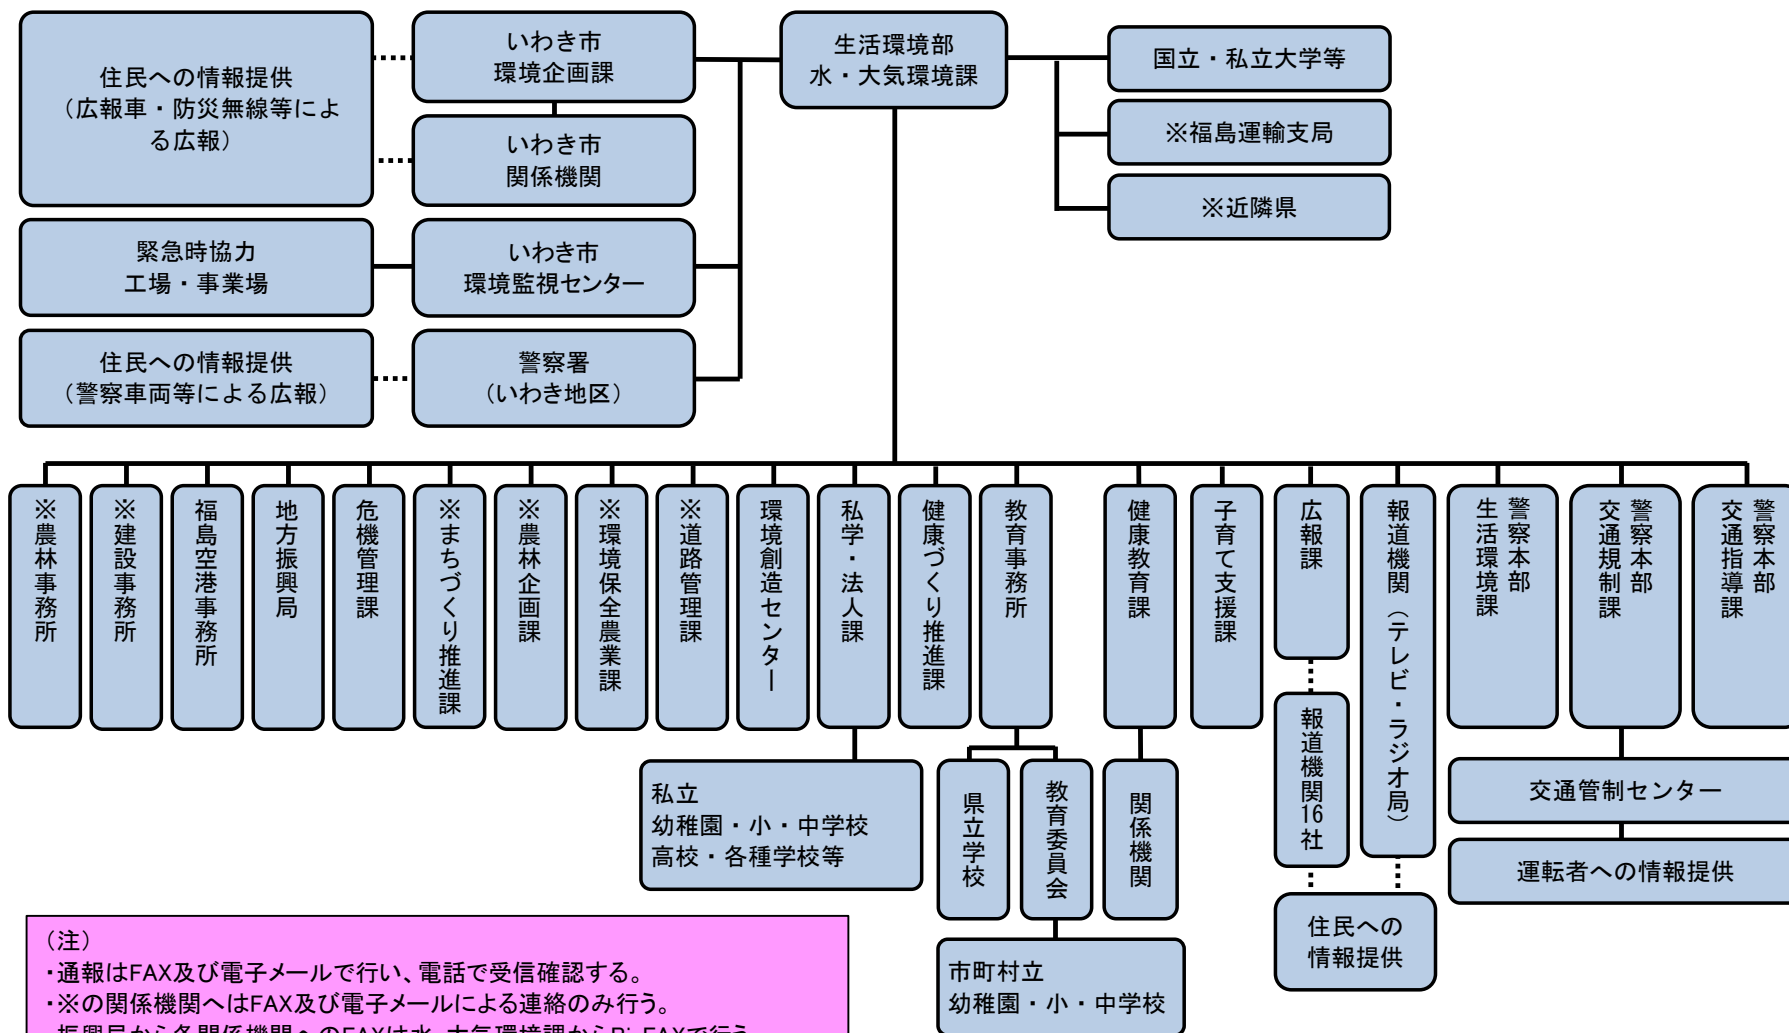 住民への情報提供
（広報車・防災無線等によ
る広報）
いわき市
環境企画課
生活環境部
水・大気環境課
国立・私立大学等
いわき市
関係機関
※福島運輸支局
※近隣県
緊急時協力
工場・事業場
いわき市
環境監視センター
住民への情報提供
（警察車両等による広報）
警察署
（いわき地区）
※農林事務所
※建設事務所
福島空港事務所
地方振興局
危機管理課
※まちづくり推進課
※農林企画課
※環境保全農業課
※道路管理課
環境創造センター
私学・法人課
健康づくり推進課
教育事務所
健康教育課
子育て支援課
広報課
報道機関（テレビ・ラジオ局）
警察本部
生活環境課
警察本部
交通規制課
警察本部
交通指導課
私立
幼稚園・小・中学校
高校・各種学校等
県立学校
教育委員会
関係機関
報道機関16社
交通管制センター
運転者への情報提供
住民への
情報提供
市町村立
幼稚園・小・中学校
（注）
・通報はFAX及び電子メールで行い、電話で受信確認する。
・※の関係機関へはFAX及び電子メールによる連絡のみ行う。